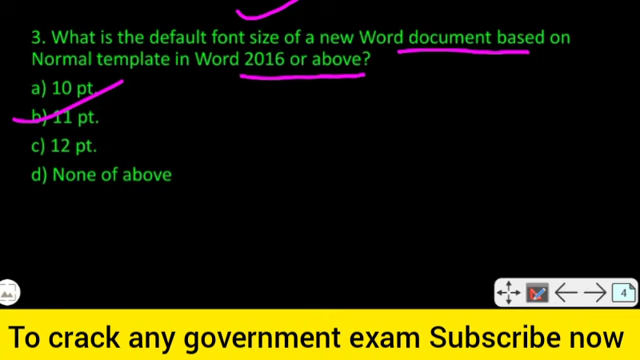 3. What is the default font size of a new Word document based on
Normal template in Word 2016 or above?
a) 10 pt.
b) 11 pt.
c) 12 pt.
d) None of above
4
To crack any government exam Subscribe now